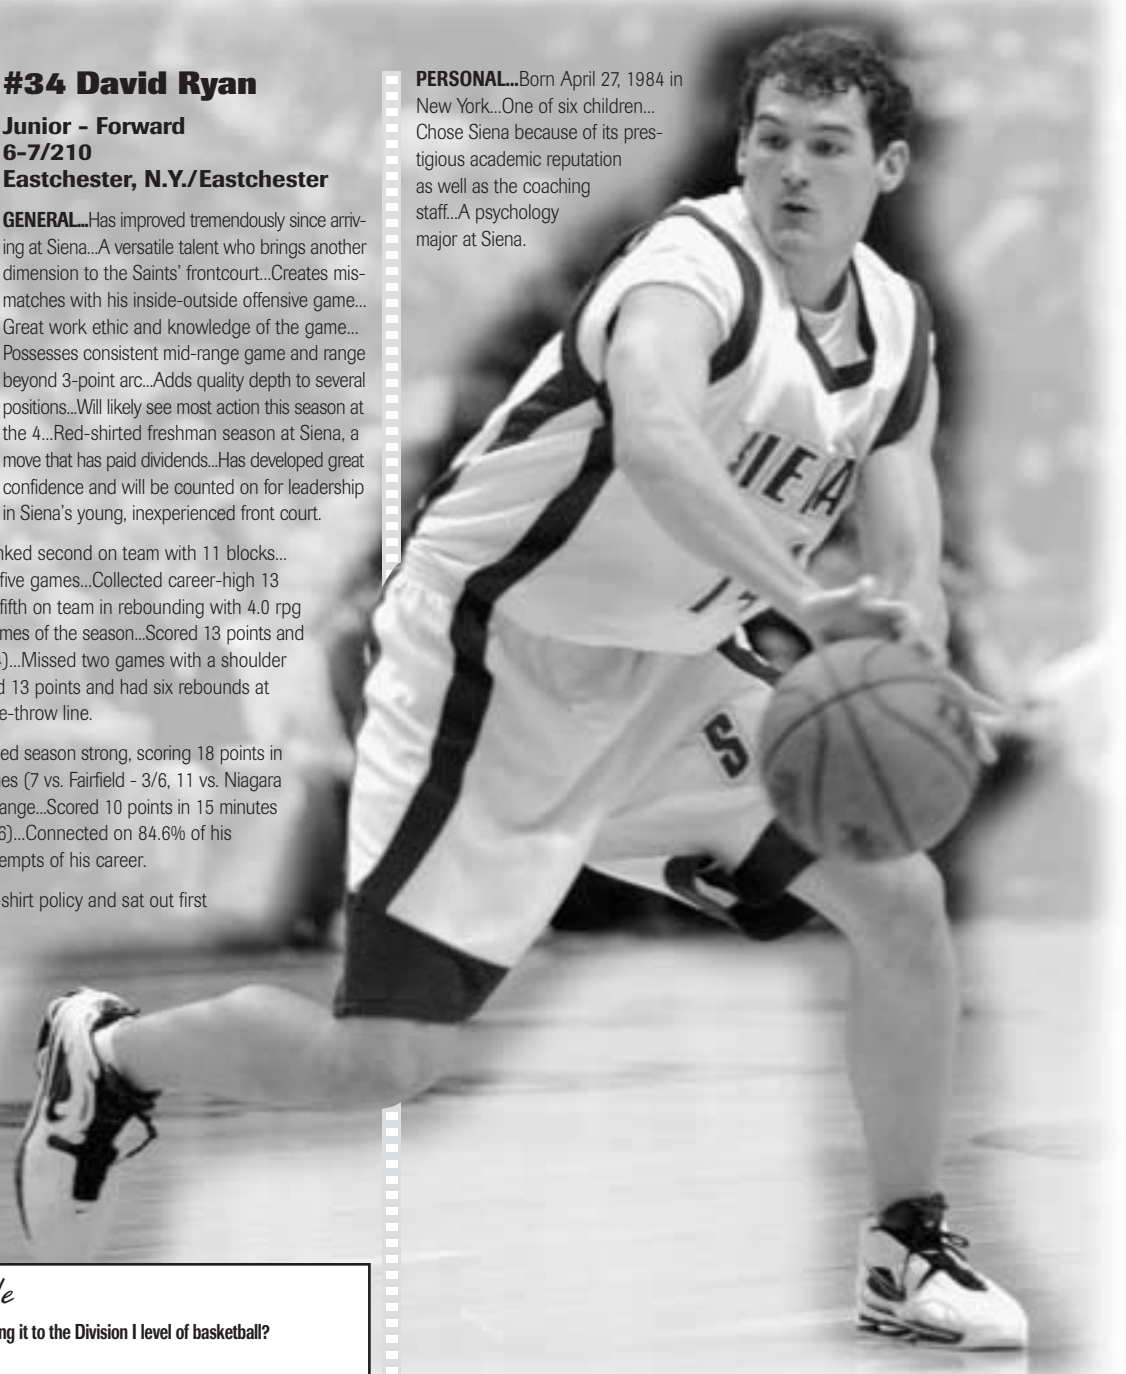 #34 David Ryan
Junior - Forward
6-7/210
Eastchester, N.Y./Eastchester
GENERAL...Has improved tremendously since arriv-
ing at Siena...A versatile talent who brings another
dimension to the Saints' frontcourt...Creates mis-
matches with his inside-outside offensive game...
Great work ethic and knowledge of the game...
Possesses consistent mid-range game and range
beyond 3-point arc...Adds quality depth to several
positions...Will likely see most action this season at
the 4...Red-shirted freshman season at Siena, a
move that has paid dividends...Has developed great
confidence and will be counted on for leadership
in Siena's young, inexperienced front court.
second on team with 11 blocks...
five games...Collected career-high 13
fifth on team in rebounding with 4.0 rpg
of the season...Scored 13 points and
...Missed two games with a shoulder
13 points and had six rebounds at
-throw line.
season strong, scoring 18 points in
(7 vs. Fairfield - 3/6, 11 vs. Niagara
...Scored 10 points in 15 minutes
6)...Connected on 84.6% of his
of his career.
-shirt policy and sat out first
it to the Division I level of basketball?
PERSONAL...Born April 27, 1984 in
New York...One of six children...
Chose Siena because of its pres-
tigious academic reputation
as well as the coaching
staff...A psychology
major at Siena.
S